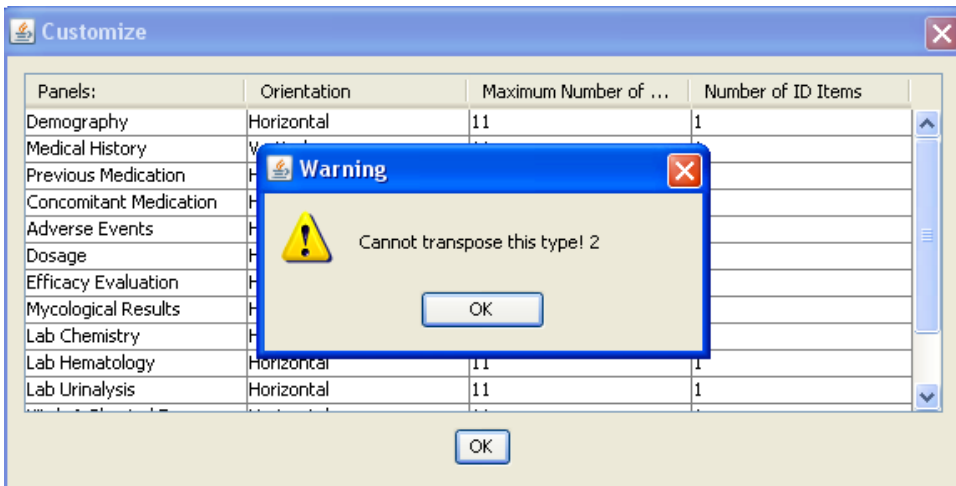 Customize
Panels: Orientation Maximum Number of ... Number of ID Items
Demography Horizontal 11 1
Medical History
Previous Medication
Concomitant Medication
Adverse Events
Dosage
Efficacy Evaluation
Mycological Results
Lab Chemistry
Lab Hematology Horizontal 11 1
Lab Urinalysis Horizontal 11 1
Warning
Cannot transpose this type! 2
OK
OK